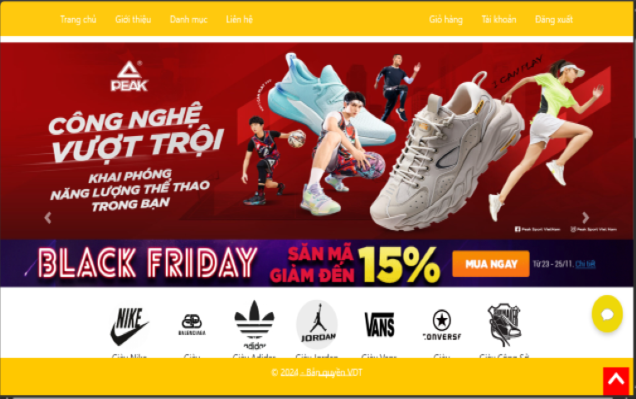 Trang chủ Giới thiệu Danh mục Liên hệ Giỏ hàng Tài khoản Đăng xuất
PEAK
I CAN PLAY
CÔNG NGHỆ
VƯỢT TRỘI
KHAI PHÓNG
NĂNG LƯỢNG THỂ THAO
TRONG BẠN
Peak Sport VietNam Peak Sport Viet Nam
BLACK FRIDAY SĂN MÃ GIẢM ĐẾN 15% MUA NGAY Từ 23 - 25/11. Chi tiết
NIKE BALENCIAGA adidas JORDAN VANS CONVERSE
Giày Nike Giày Giày Adidas Giày Jordan Giày Vans Giày Giày Công Sở
© 2024 - Bản quyền VDT